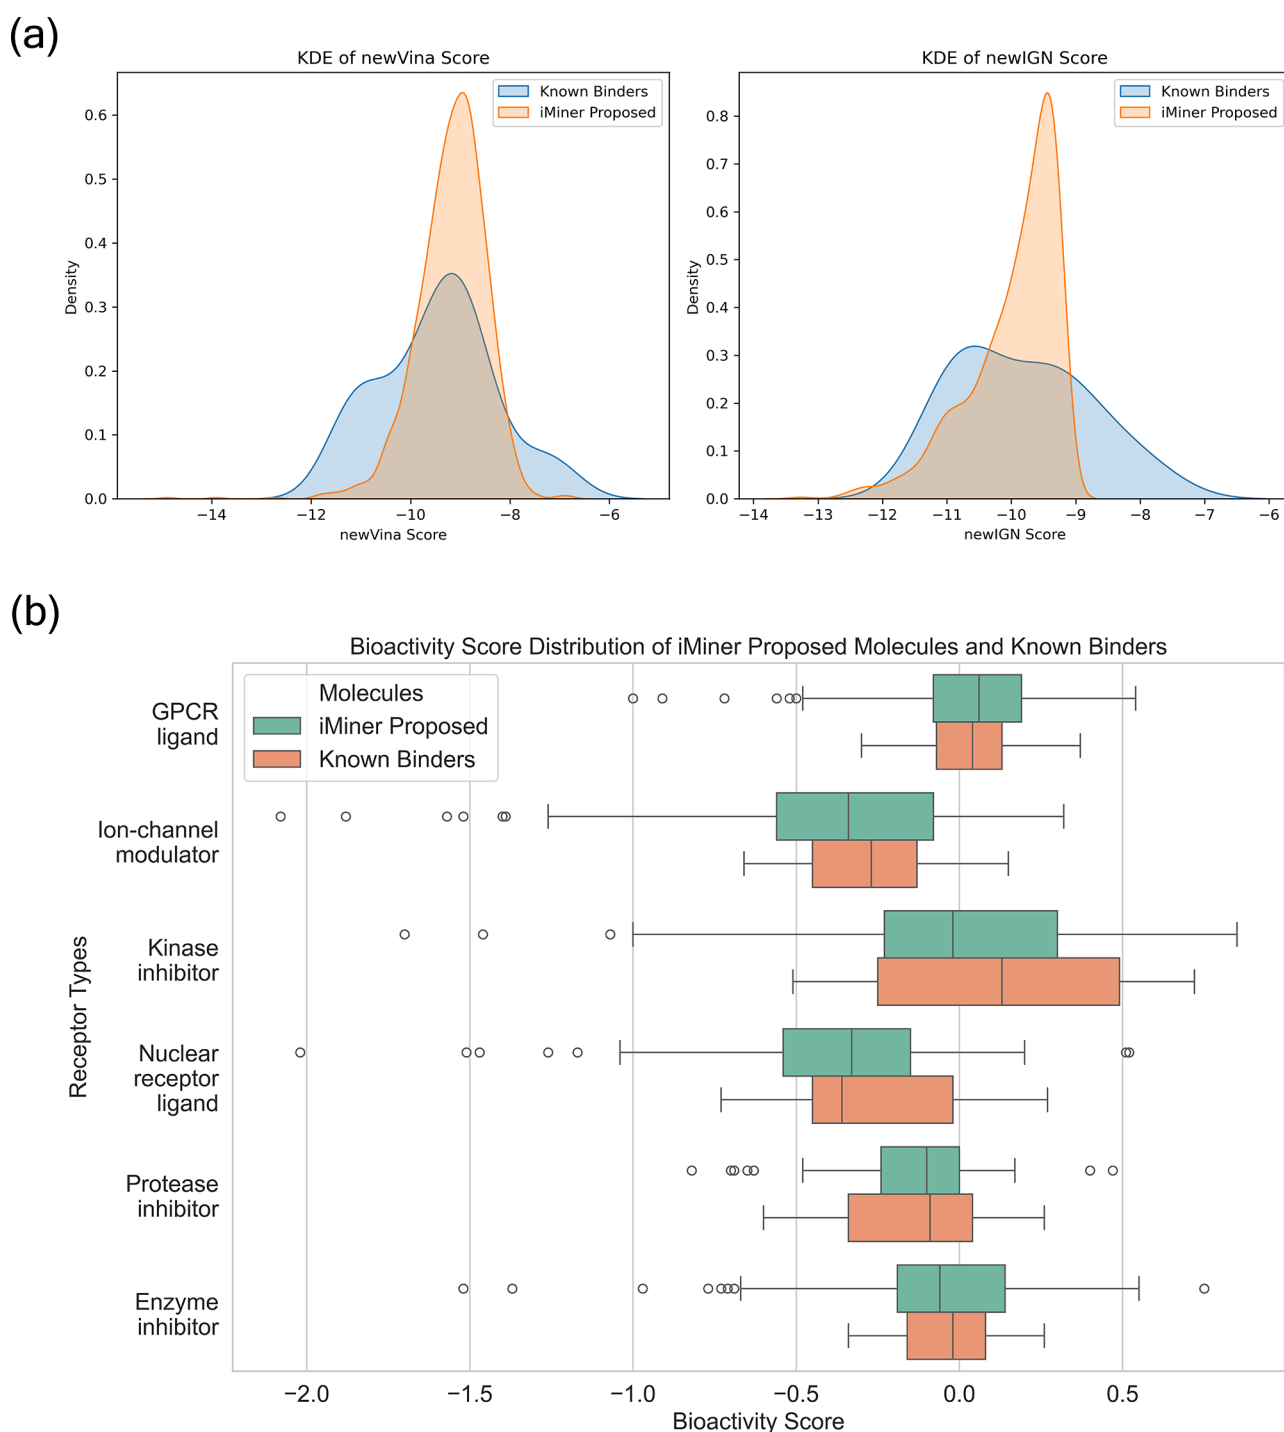 (a)
KDE of newVina Score
Known Binders
iMiner Proposed
Density
0.6
0.5
0.4
0.3
0.2
0.1
0.0
−14
−12
−10
−8
−6
newVina Score
KDE of newIGN Score
Known Binders
iMiner Proposed
Density
0.8
0.7
0.6
0.5
0.4
0.3
0.2
0.1
0.0
−14
−13
−12
−11
−10
−9
−8
−7
−6
newIGN Score
(b)
Bioactivity Score Distribution of iMiner Proposed Molecules and Known Binders
Molecules
iMiner Proposed
Known Binders
Receptor Types
GPCR
ligand
Ion-channel
modulator
Kinase
inhibitor
Nuclear
receptor
ligand
Protease
inhibitor
Enzyme
inhibitor
−2.0
−1.5
−1.0
−0.5
0.0
0.5
Bioactivity Score